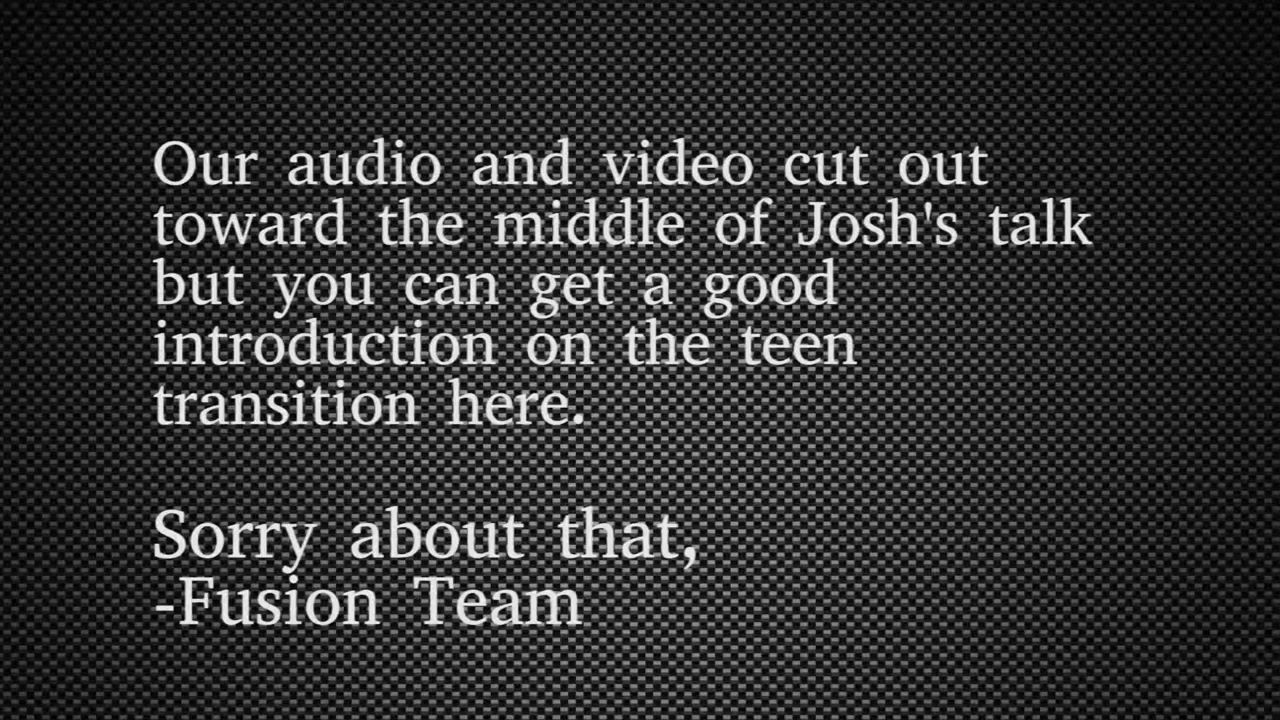 Our audio and video cut out
toward the middle of Josh's talk
but you can get a good
introduction on the teen
transition here.
Sorry about that,
-Fusion Team